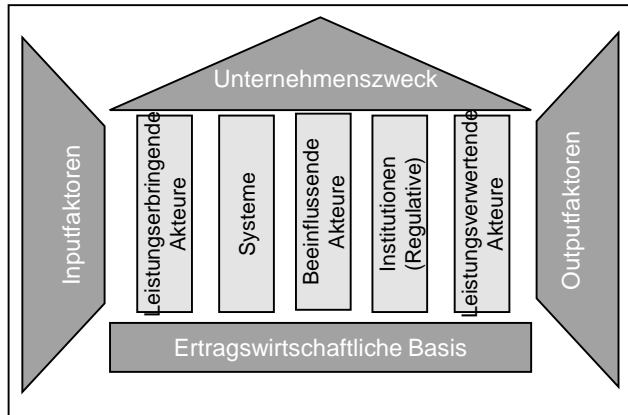 Unternehmenszweck
Inputfaktoren
Leistungserbringende
Akteure
Systeme
Beeinflussende
Akteure
Institutionen
(Regulative)
Leistungsverwertende
Akteure
Outputfaktoren
Ertragswirtschaftliche Basis